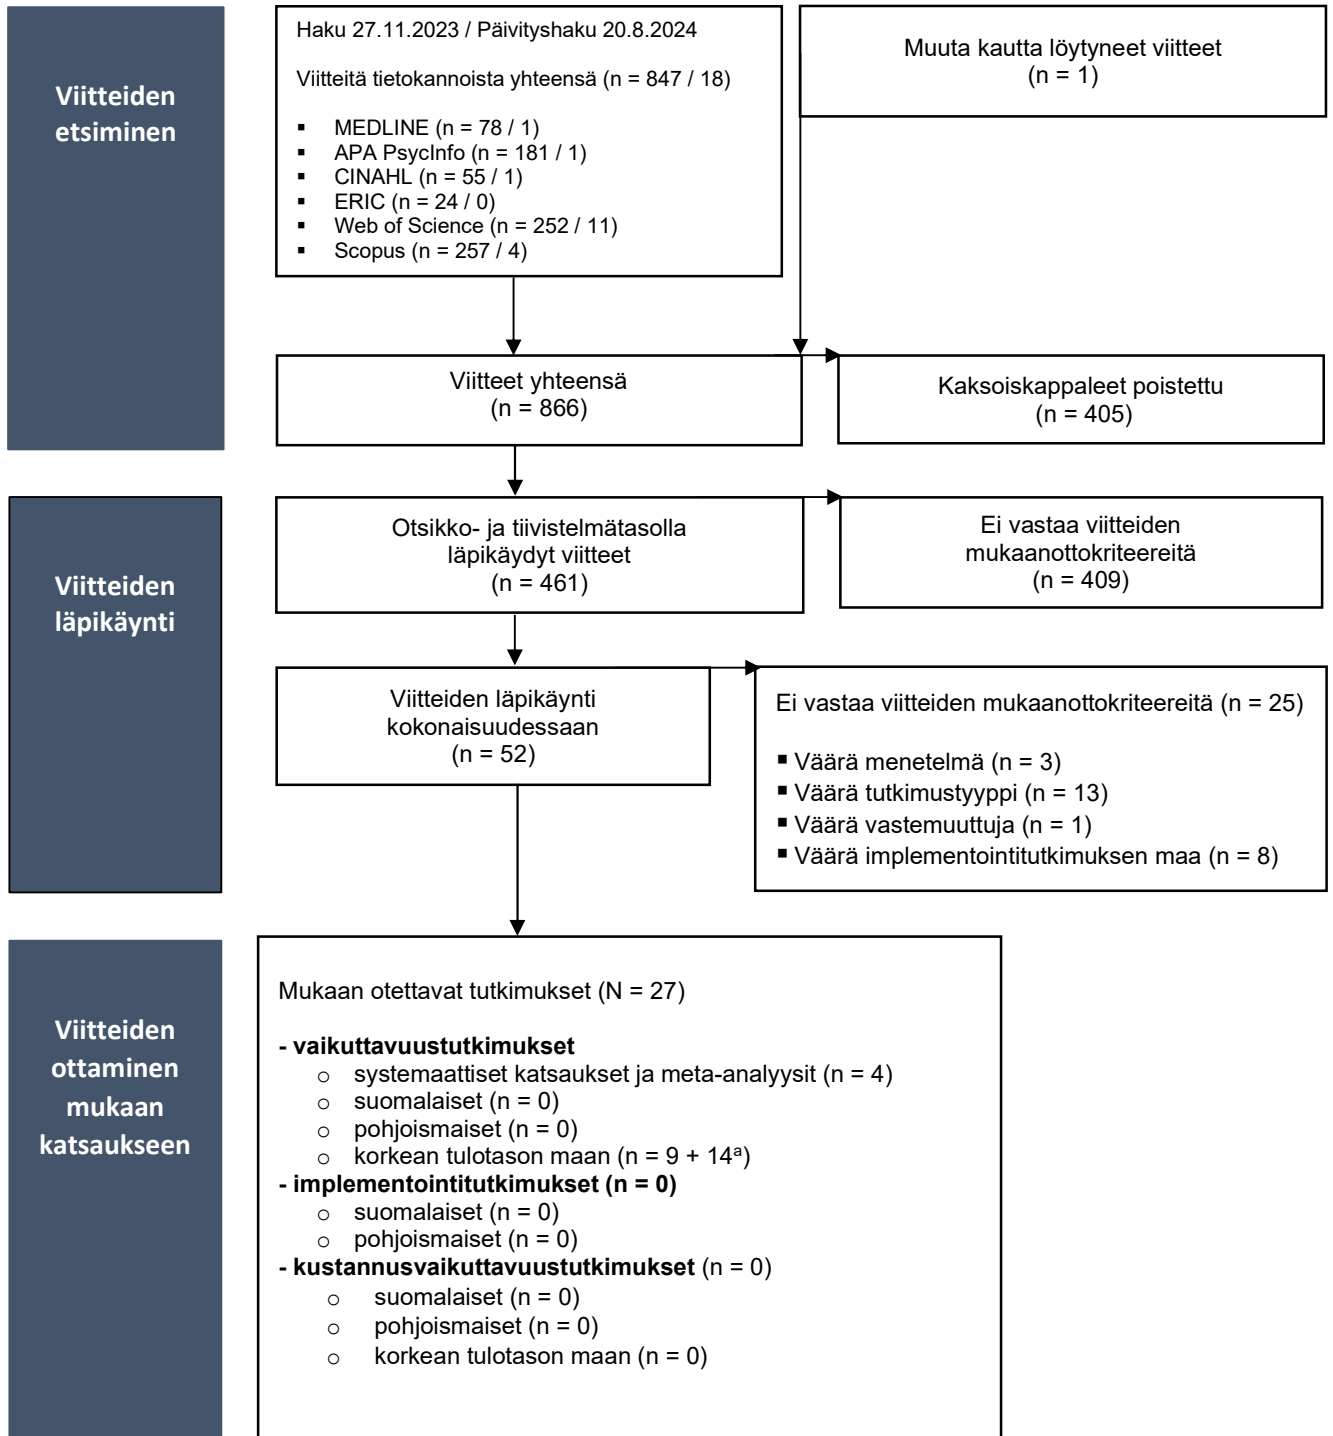 Viitteiden
etsiminen
Haku 27.11.2023 / Päivityshaku 20.8.2024
Viitteitä tietokannoista yhteensä (n = 847 / 18)
▪ MEDLINE (n = 78 / 1)
▪ APA PsycInfo (n = 181 / 1)
▪ CINAHL (n = 55 / 1)
▪ ERIC (n = 24 / 0)
▪ Web of Science (n = 252 / 11)
▪ Scopus (n = 257 / 4)
Muuta kautta löytyneet viitteet
(n = 1)
Viitteet yhteensä
(n = 866)
Kaksoiskappaleet poistettu
(n = 405)
Viitteiden
läpikäynti
Otsikko- ja tiivistelmätasolla
läpikäydyt viitteet
(n = 461)
Ei vastaa viitteiden
mukaanottokriteereitä
(n = 409)
Viitteiden läpikäynti
kokonaisuudessaan
(n = 52)
Ei vastaa viitteiden mukaanottokriteereitä (n = 25)
▪ Väärä menetelmä (n = 3)
▪ Väärä tutkimustyyppi (n = 13)
▪ Väärä vastemuuttuja (n = 1)
▪ Väärä implementointitutkimuksen maa (n = 8)
Viitteiden
ottaminen
mukaan
katsaukseen
Mukaan otettavat tutkimukset (N = 27)
- vaikuttavuustutkimukset
o systemaattiset katsaukset ja meta-analyysit (n = 4)
o suomalaiset (n = 0)
o pohjoismaiset (n = 0)
o korkean tulotason maan (n = 9 + 14ᵃ)
- implementointitutkimukset (n = 0)
o suomalaiset (n = 0)
o pohjoismaiset (n = 0)
- kustannusvaikuttavuustutkimukset (n = 0)
o suomalaiset (n = 0)
o pohjoismaiset (n = 0)
o korkean tulotason maan (n = 0)